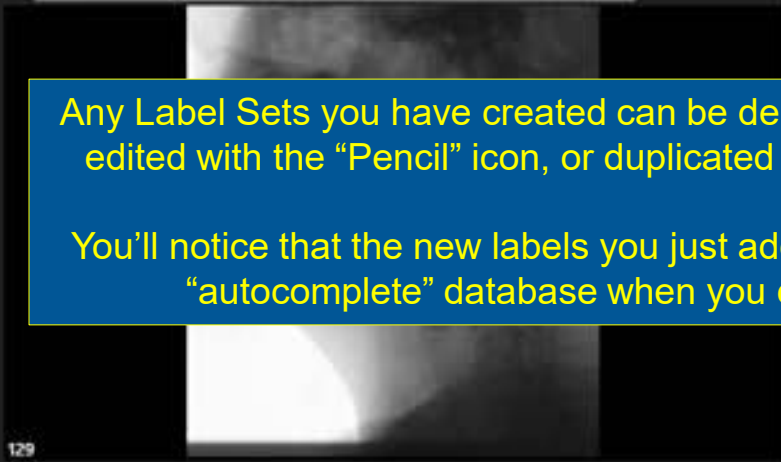 Any Label Sets you have created can be de
edited with the “Pencil” icon, or duplicated
You’ll notice that the new labels you just ad
“autocomplete” database when you
129